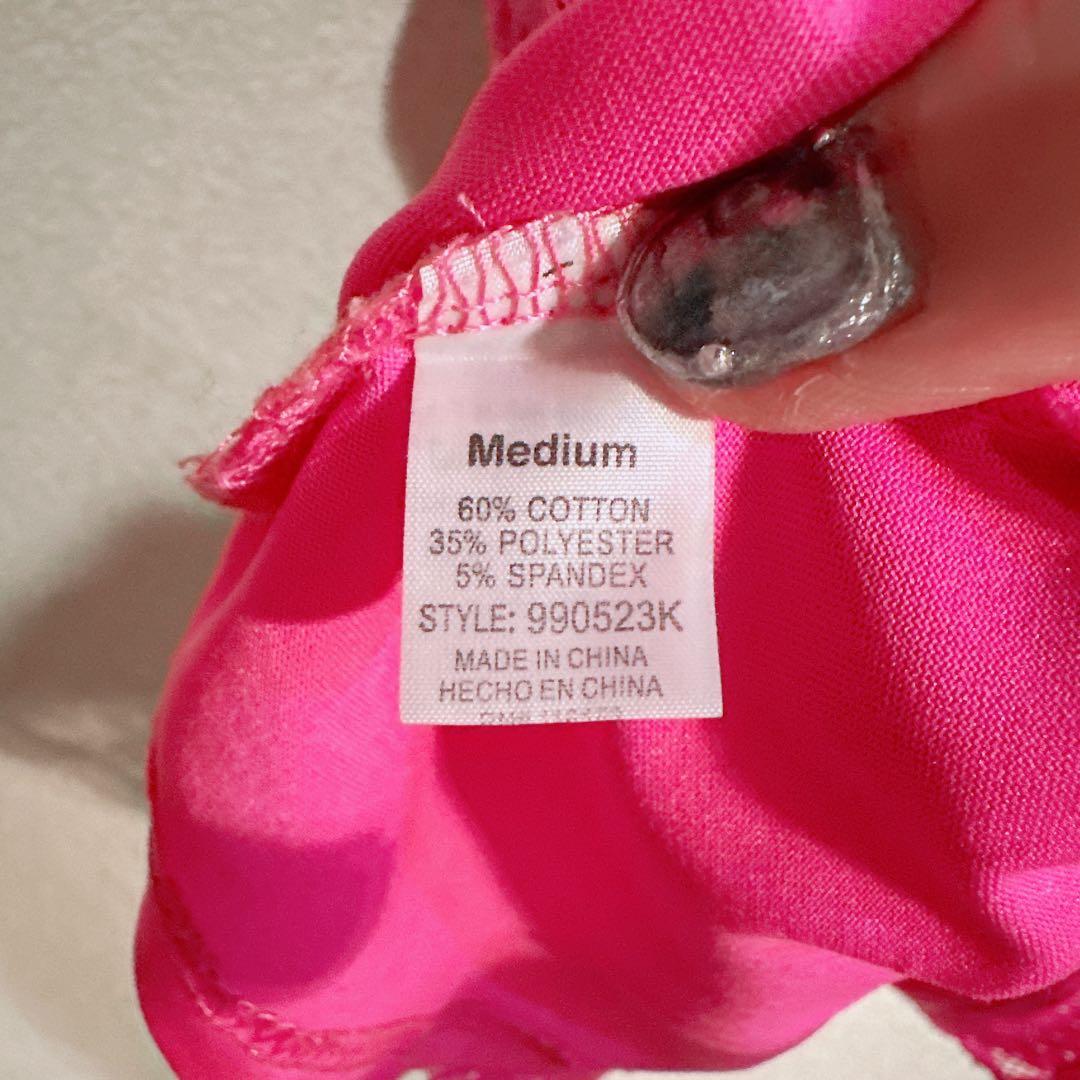 Medium
60% COTTON
35% POLYESTER
5% SPANDEX
STYLE: 990523K
MADE IN CHINA
HECHO EN CHINA